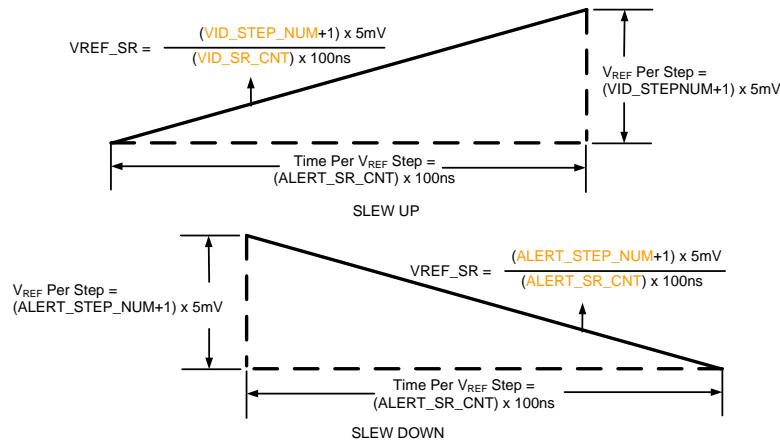 (VID_STEP_NUM+1) x 5mV
VREF_SR =
(VID_SR_CNT) x 100ns
VREF Per Step =
(VID_STEPNUM+1) x 5mV
Time Per VREF Step =
(ALERT_SR_CNT) x 100ns
SLEW UP
(ALERT_STEP_NUM+1) x 5mV
VREF_SR =
(ALERT_SR_CNT) x 100ns
VREF Per Step =
(ALERT_STEP_NUM+1) x 5mV
Time Per VREF Step =
(ALERT_SR_CNT) x 100ns
SLEW DOWN